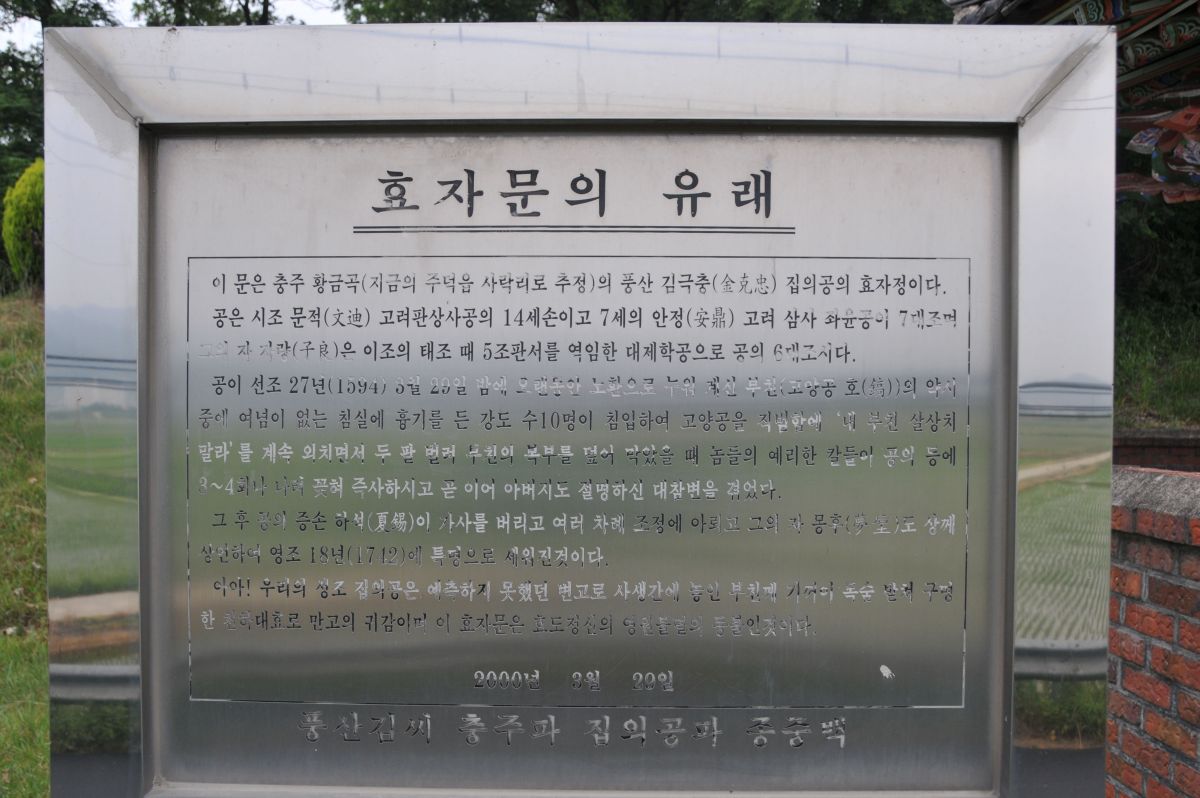 효자문의 유래
이 문은 충주 황금곡(지금의 주덕읍 사락리로 추정)의 풍산 김극충(金克忠) 집의공의 효자정이다.
공은 시조 문적(文迪) 고려판상사공의 14세손이고 7세의 안정(安鼎) 고려 삼사 좌윤공이 7대조며
그의 자 자량(子良)은 이조의 태조 때 5조판서를 역임한 대제학공으로 공의 6대조시다.
공이 선조 27년(1594) 3월 29일 밤에 오랜동안 노환으로 누워 계신 부친(고양공 호(鎬))의 약시
중에 여념이 없는 침실에 흉기를 든 강도 수10명이 침입하여 고양공을 직범함에 '내 부친 살상치
말라'를 계속 외치면서 두 팔 벌려 부친의 복부를 덮어 막았을 때 놈들의 예리한 칼들이 공의 등에
3~4회나 내려 꽂혀 즉사하시고 곧 이어 아버지도 절명하신 대참변을 겪었다.
그 후 공의 증손 하석(夏錫)이 가사를 버리고 여러 차례 조정에 아뢰고 그의 자 몽후도 상께
상언하여 영조 18년(1742)에 특명으로 세워진것이다.
아아! 우리의 성조 집의공은 예측하지 못했던 변고로 사생간에 놓인 부친께 기꺼이 목숨 바쳐 구명
한 천하대효로 만고의 귀감이며 이 효자문은 효도정신의 영원불멸의 등불인것이다.
2000년 3월 29일
풍산김씨 충주파 집의공파 종중백